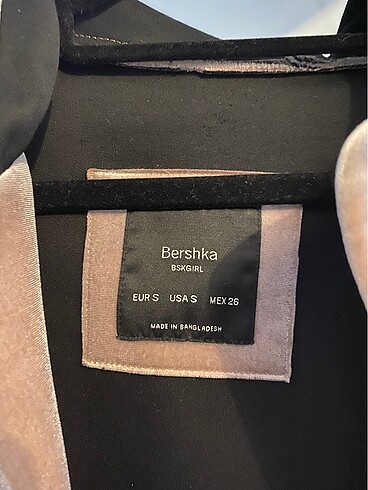 Bershka
BSKGIRL
EUR S USA S MEX 26
MADE IN BANGLADESH